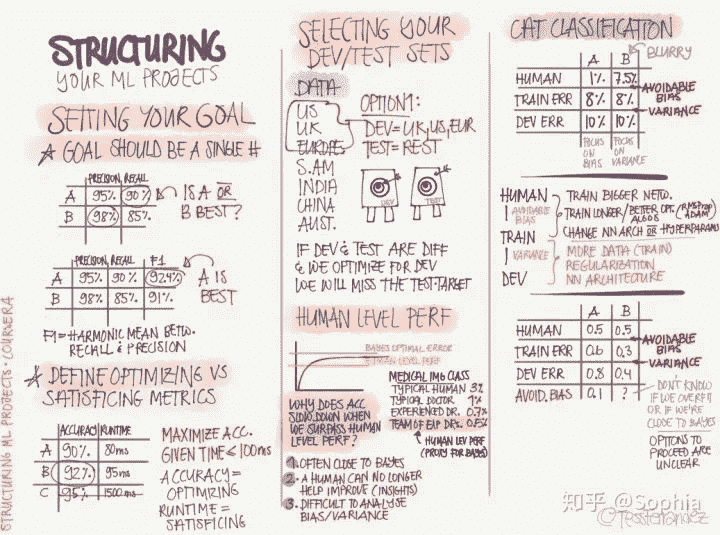 STRUCTURING
YOUR ML PROJECTS
SETTING YOUR GOAL
★ GOAL SHOULD BE A SINGLE #
PRECISION, RECALL
A 95% 90%
B 98% 85%
IS A OR
B BEST?
PRECISION, RECALL F1
A 95% 90% 92.4%
B 98% 85% 91%
A IS
BEST
F1 = HARMONIC MEAN BETW.
RECALL & PRECISION
★ DEFINE OPTIMIZING VS
SATISFICING METRICS
ACCURACY RUNTIME
A 90% 80ms
B 92% 95ms
C 95% 1500ms
MAXIMIZE ACC.
GIVEN TIME ≤ 100ms
ACCURACY =
OPTIMIZING
RUNTIME =
SATISFICING
STRUCTURING ML PROJECTS · COURSERA
SELECTING YOUR
DEV/TEST SETS
DATA
US
UK
EUROPE
S.AM
INDIA
CHINA
AUST.
OPTION1:
DEV = UK, US, EUR
TEST = REST
DEV
TEST
IF DEV & TEST ARE DIFF
& WE OPTIMIZE FOR DEV
WE WILL MISS THE TEST-TARGET
HUMAN LEVEL PERF
BAYES OPTIMAL ERROR
HUMAN LEVEL PERF
WHY DOES ACC
SLOW DOWN WHEN
WE SURPASS HUMAN
LEVEL PERF?
MEDICAL IMG CLASS
TYPICAL HUMAN 3%
TYPICAL DOCTOR 1%
EXPERIENCED DR. 0.7%
TEAM OF EXP DR'S. 0.5%
HUMAN LEV PERF
(PROXY FOR BAYES)
1. OFTEN CLOSE TO BAYES
2. A HUMAN CAN NO LONGER
HELP IMPROVE (INSIGHTS)
3. DIFFICULT TO ANALYSE
BIAS/VARIANCE
CAT CLASSIFICATION
A B
BLURRY
HUMAN 1% 7.5%
TRAIN ERR 8% 8%
DEV ERR 10% 10%
AVOIDABLE
BIAS
VARIANCE
FOCUS
ON
BIAS
FOCUS
ON
VARIANCE
HUMAN
AVOIDABLE
BIAS
TRAIN
VARIANCE
DEV
TRAIN BIGGER NETW.
TRAIN LONGER/BETTER OPT. ALGOS (RMSPROP ADAM)
CHANGE NN ARCH OR HYPERPARAMS
MORE DATA (TRAIN)
REGULARIZATION
NN ARCHITECTURE
A B
HUMAN 0.5 0.5
TRAIN ERR 0.6 0.3
DEV ERR 0.8 0.4
AVOID. BIAS 0.1 ?
AVOIDABLE
BIAS
VARIANCE
DON'T KNOW
IF WE OVERFIT
OR IF WE'RE
CLOSE TO BAYES
OPTIONS TO
PROCEED ARE
UNCLEAR
知乎 @Sophia
@TessFerrandez